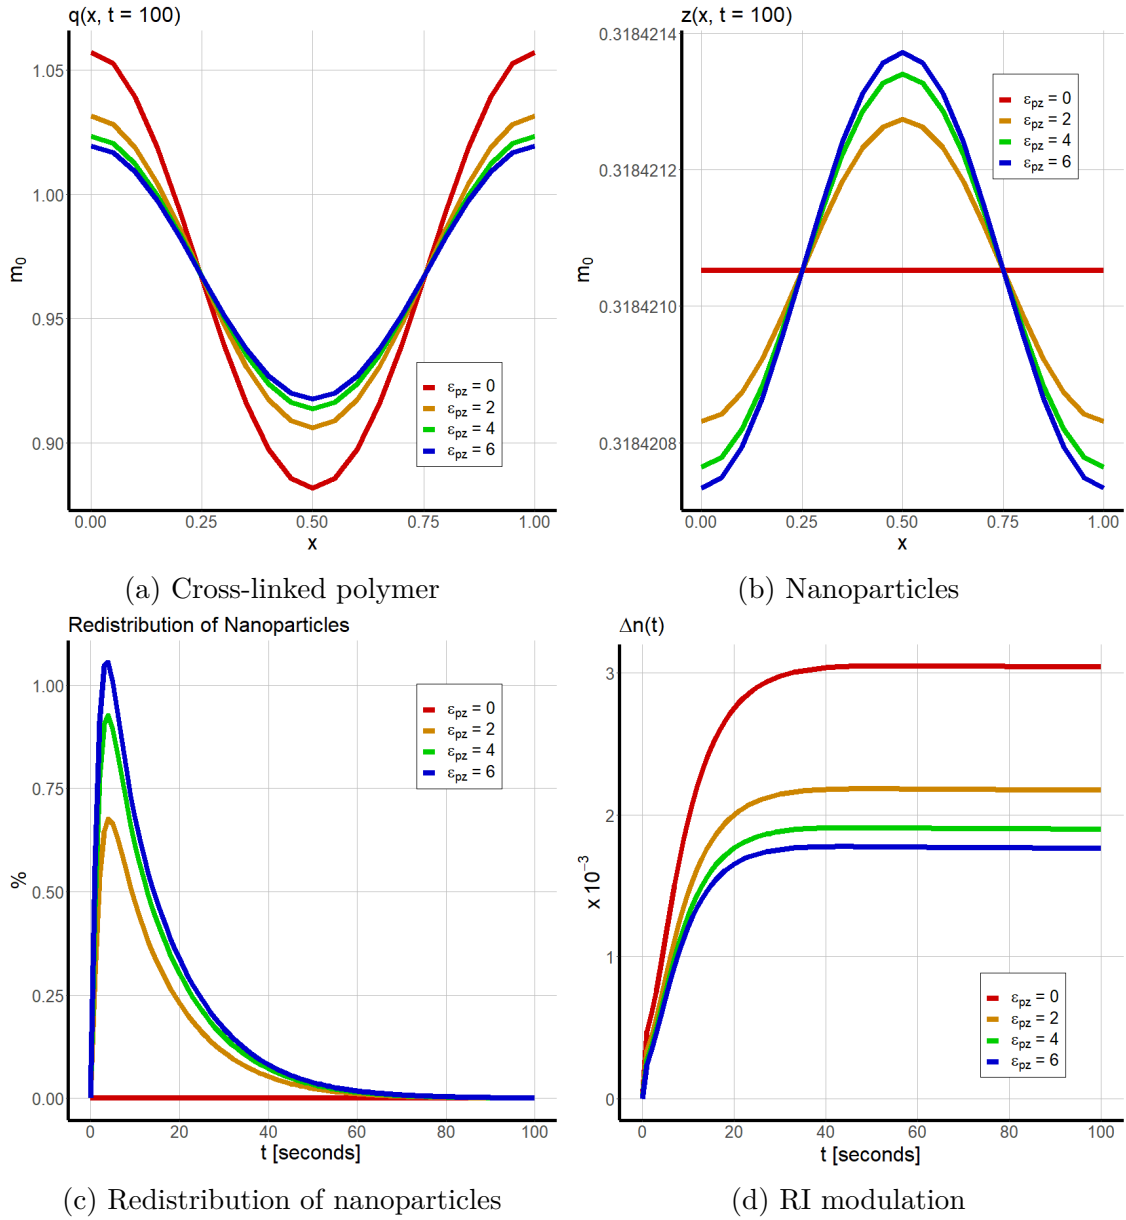 q(x, t = 100)
m₀
1.05
1.00
0.95
0.90
0.00 0.25 0.50 0.75 1.00
x
εpz = 0
εpz = 2
εpz = 4
εpz = 6
(a) Cross-linked polymer
z(x, t = 100)
m₀
0.3184214
0.3184212
0.3184210
0.3184208
0.00 0.25 0.50 0.75 1.00
x
εpz = 0
εpz = 2
εpz = 4
εpz = 6
(b) Nanoparticles
Redistribution of Nanoparticles
%
1.00
0.75
0.50
0.25
0.00
0 20 40 60 80 100
t [seconds]
εpz = 0
εpz = 2
εpz = 4
εpz = 6
(c) Redistribution of nanoparticles
Δn(t)
x 10⁻³
3
2
1
0
0 20 40 60 80 100
t [seconds]
εpz = 0
εpz = 2
εpz = 4
εpz = 6
(d) RI modulation